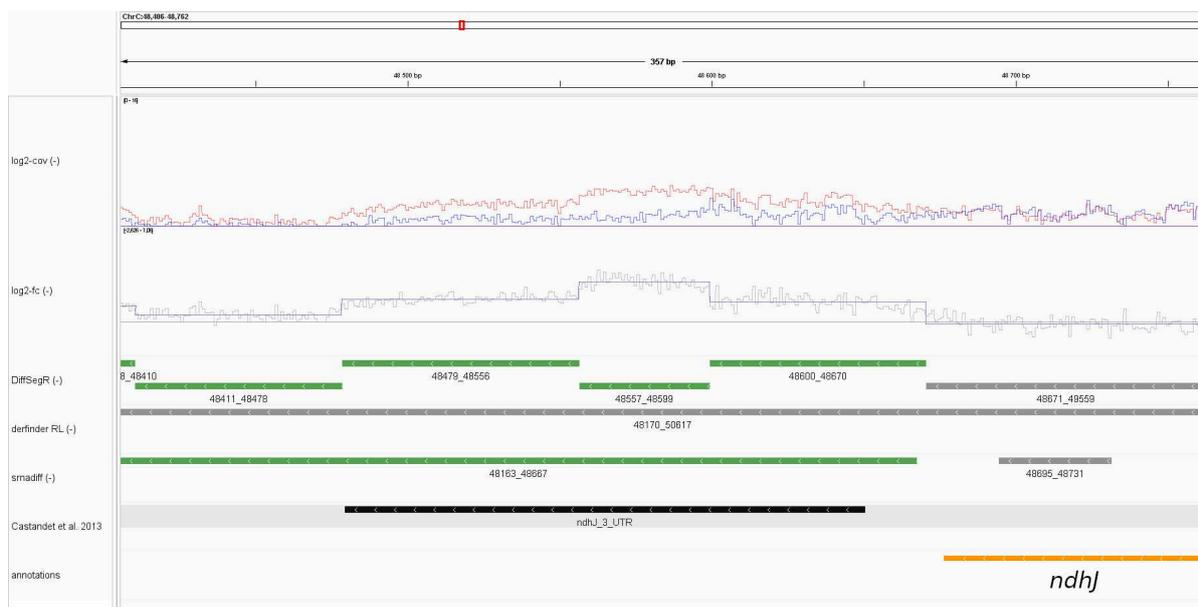 ChrC:48,406-48,762
357 bp
48 500 bp
48 600 bp
48 700 bp
log2-cov (-)
log2-fc (-)
DiffSegR (-)
8_48410
48479_48556
48600_48670
48411_48478
48557_48599
48671_49559
derfinder RL (-)
48170_50617
srnadiff (-)
48163_48667
48695_48731
Castandet et al. 2013
ndhJ_3_UTR
annotations
ndhJ